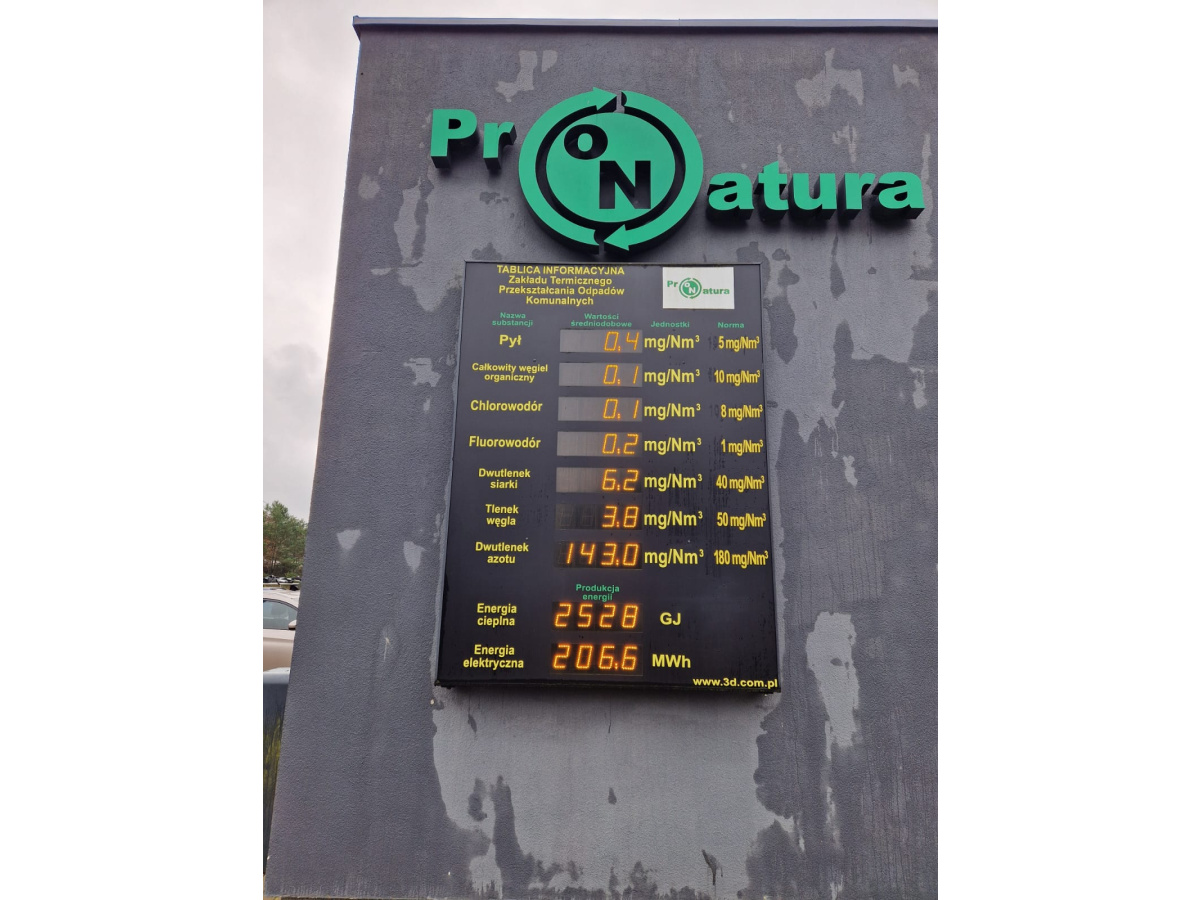 Pr oN atura
TABLICA INFORMACYJNA
Zakładu Termicznego
Przekształcania Odpadów
Komunalnych
Pr oN atura
Nazwa substancji Wartości średniodobowe Jednostki Norma
Pył 0.4 mg/Nm³ 5 mg/Nm³
Całkowity węgiel organiczny 0.1 mg/Nm³ 10 mg/Nm³
Chlorowodór 0.1 mg/Nm³ 8 mg/Nm³
Fluorowodór 0.2 mg/Nm³ 1 mg/Nm³
Dwutlenek siarki 6.2 mg/Nm³ 40 mg/Nm³
Tlenek węgla 3.8 mg/Nm³ 50 mg/Nm³
Dwutlenek azotu 143.0 mg/Nm³ 180 mg/Nm³
Produkcja energii
Energia cieplna 2528 GJ
Energia elektryczna 206.6 MWh
www.3d.com.pl